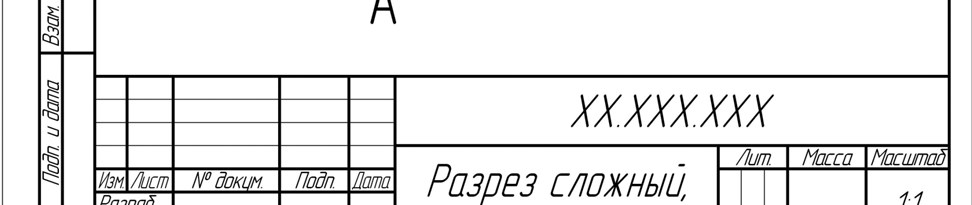 А
Взам.
Подп. и дата
XX.XXX.XXX
Лит. Масса Масштаб
Изм. Лист № докум. Подп. Дата
Разрез сложный,
Разраб.
1:1